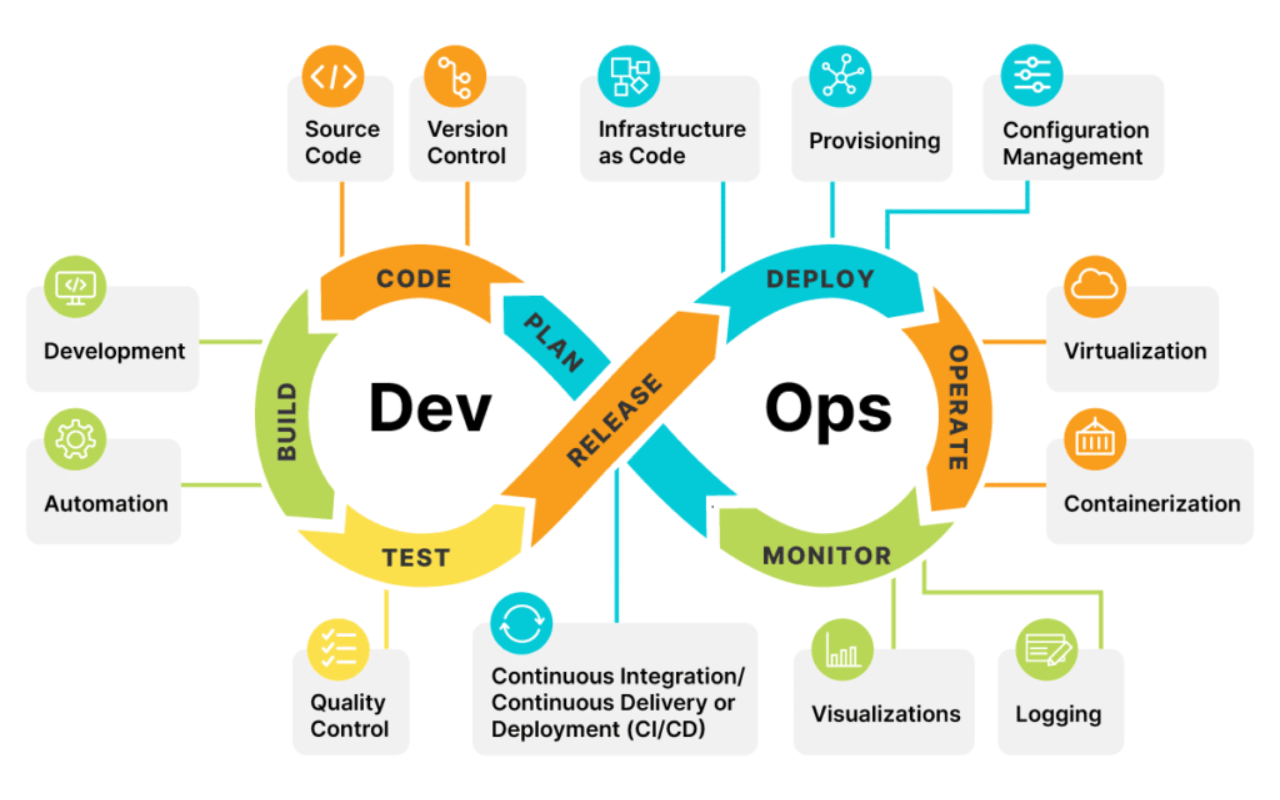 Source
Code
Version
Control
Infrastructure
as Code
Provisioning
Configuration
Management
CODE
DEPLOY
PLAN
Development
BUILD
Dev
RELEASE
Ops
OPERATE
Virtualization
Automation
Containerization
TEST
MONITOR
Quality
Control
Continuous Integration/
Continuous Delivery or
Deployment (CI/CD)
Visualizations
Logging